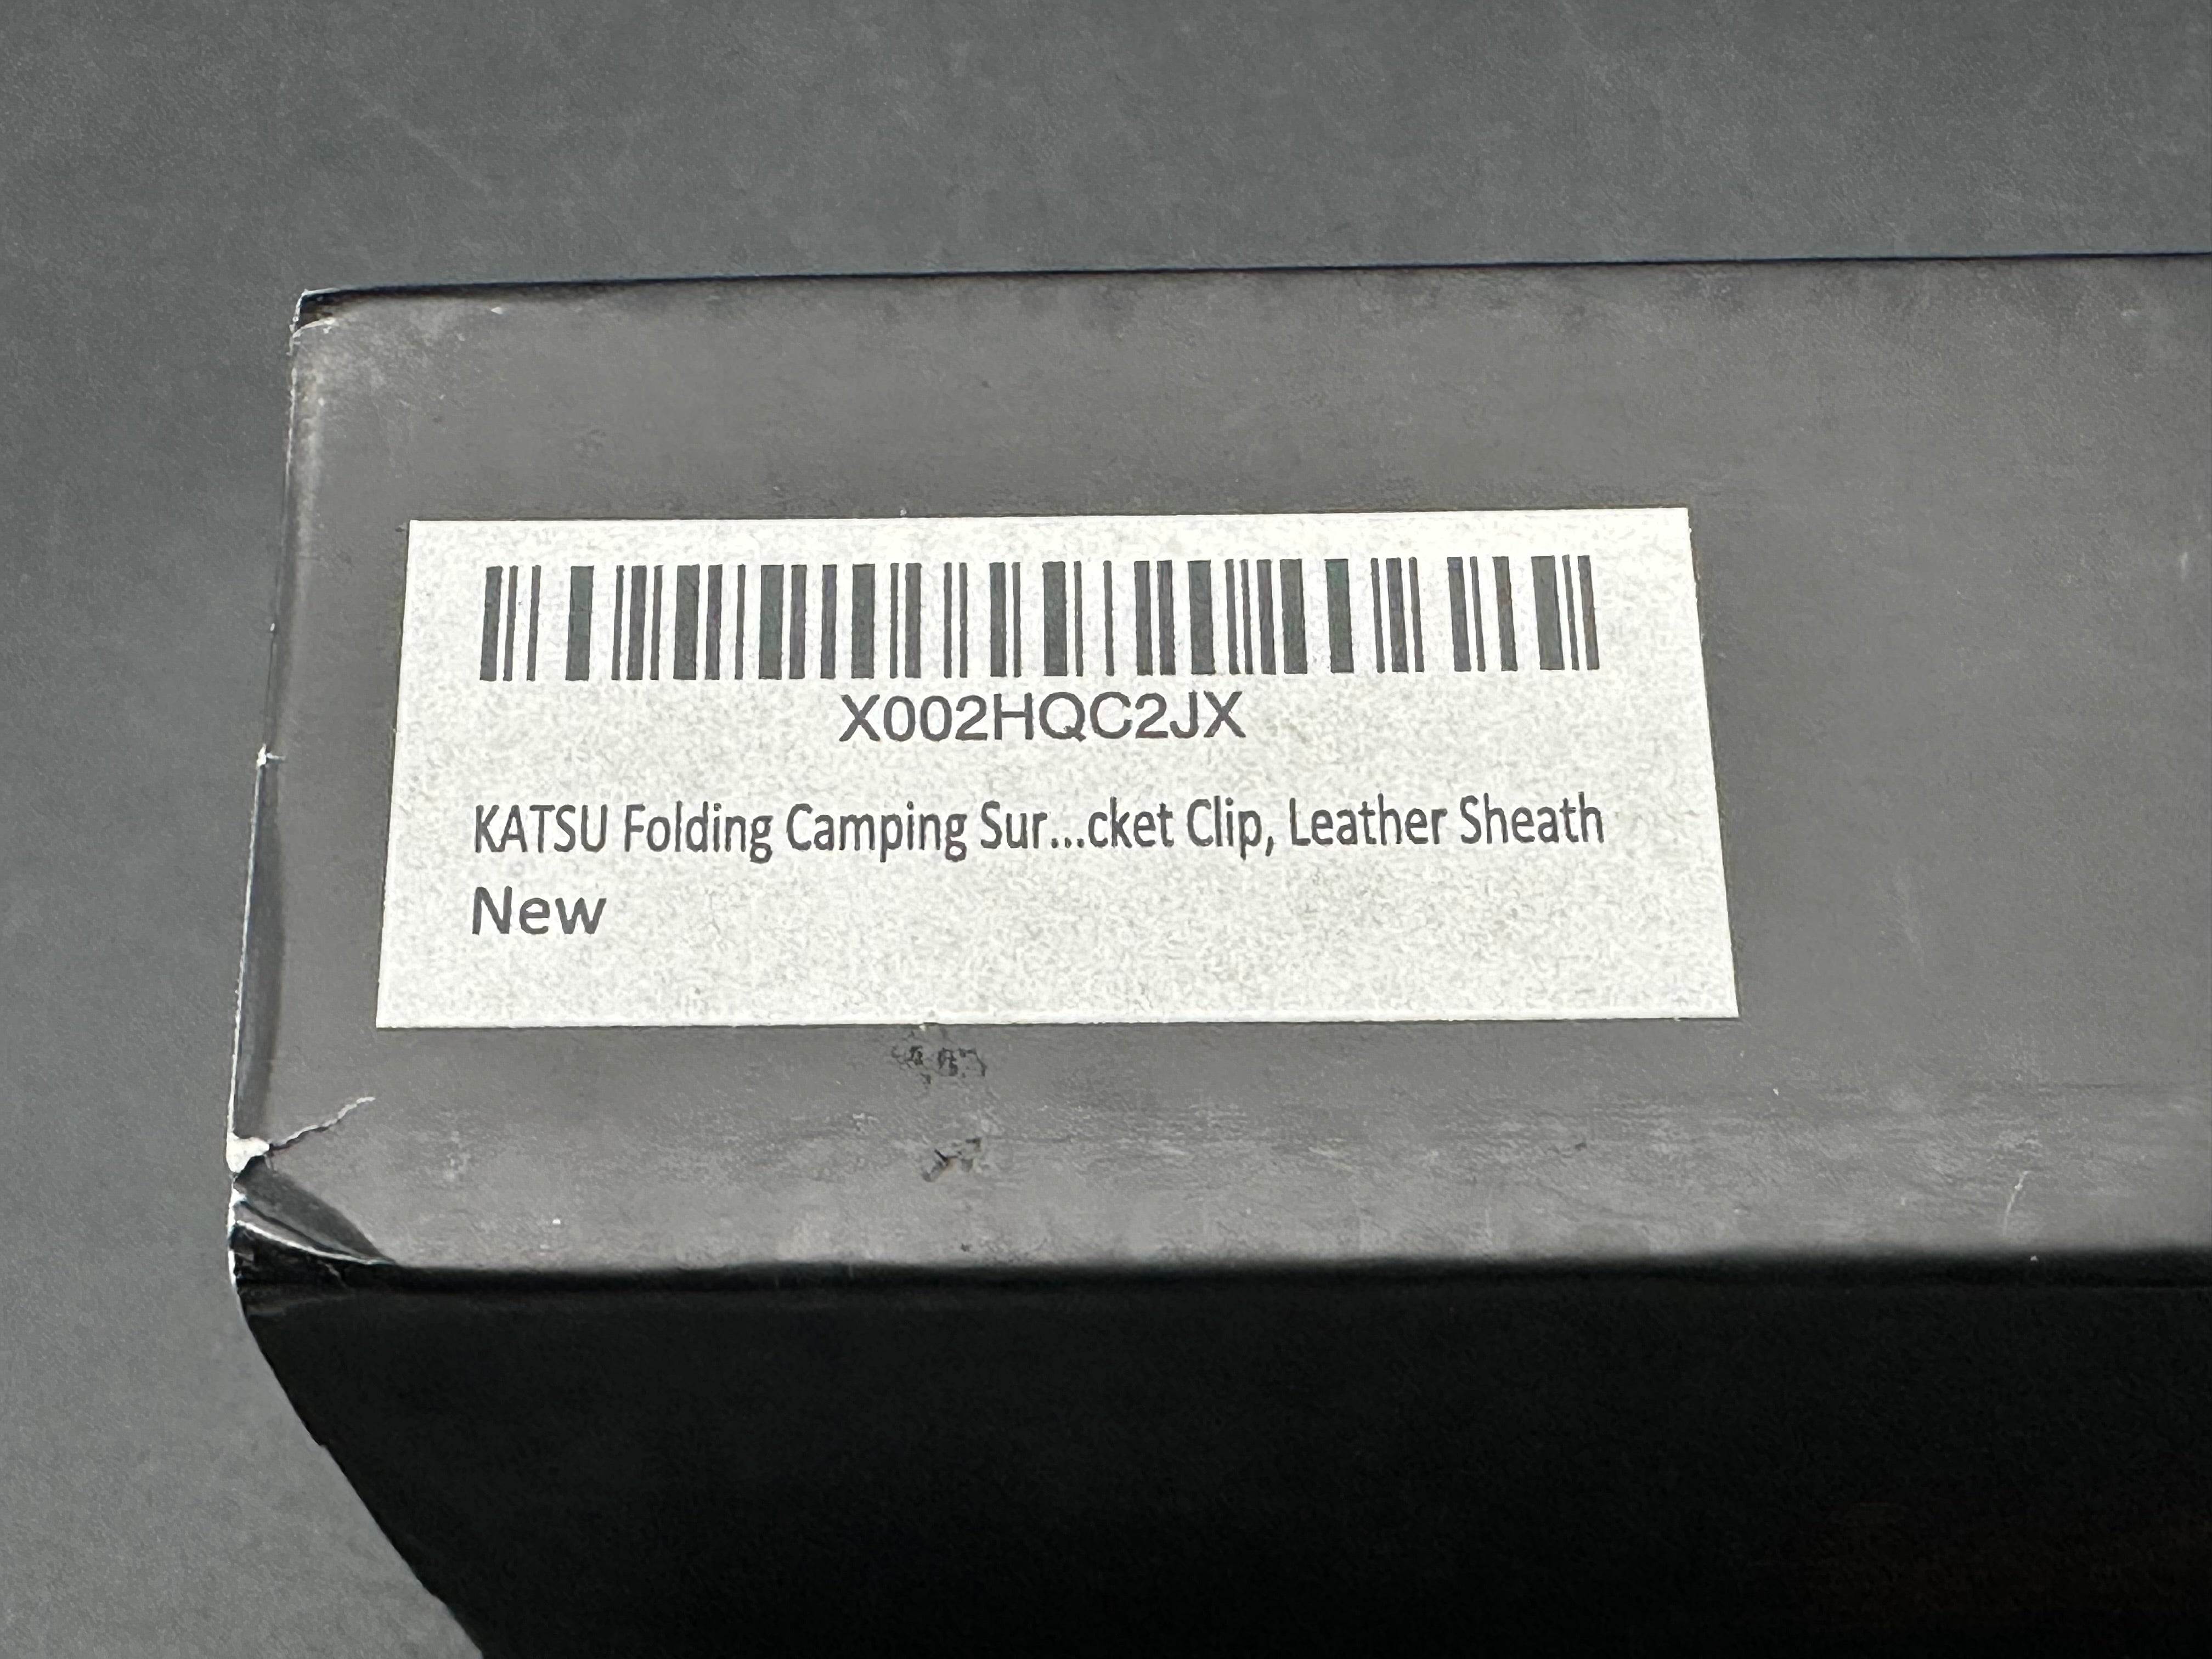 X002HQC2JX
KATSU Folding Camping Sur...cket Clip, Leather Sheath
New